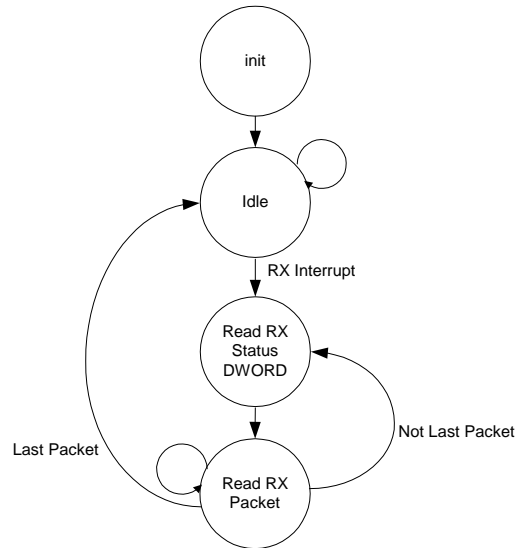 init
Idle
RX Interrupt
Read RX
Status
DWORD
Not Last Packet
Last Packet
Read RX
Packet